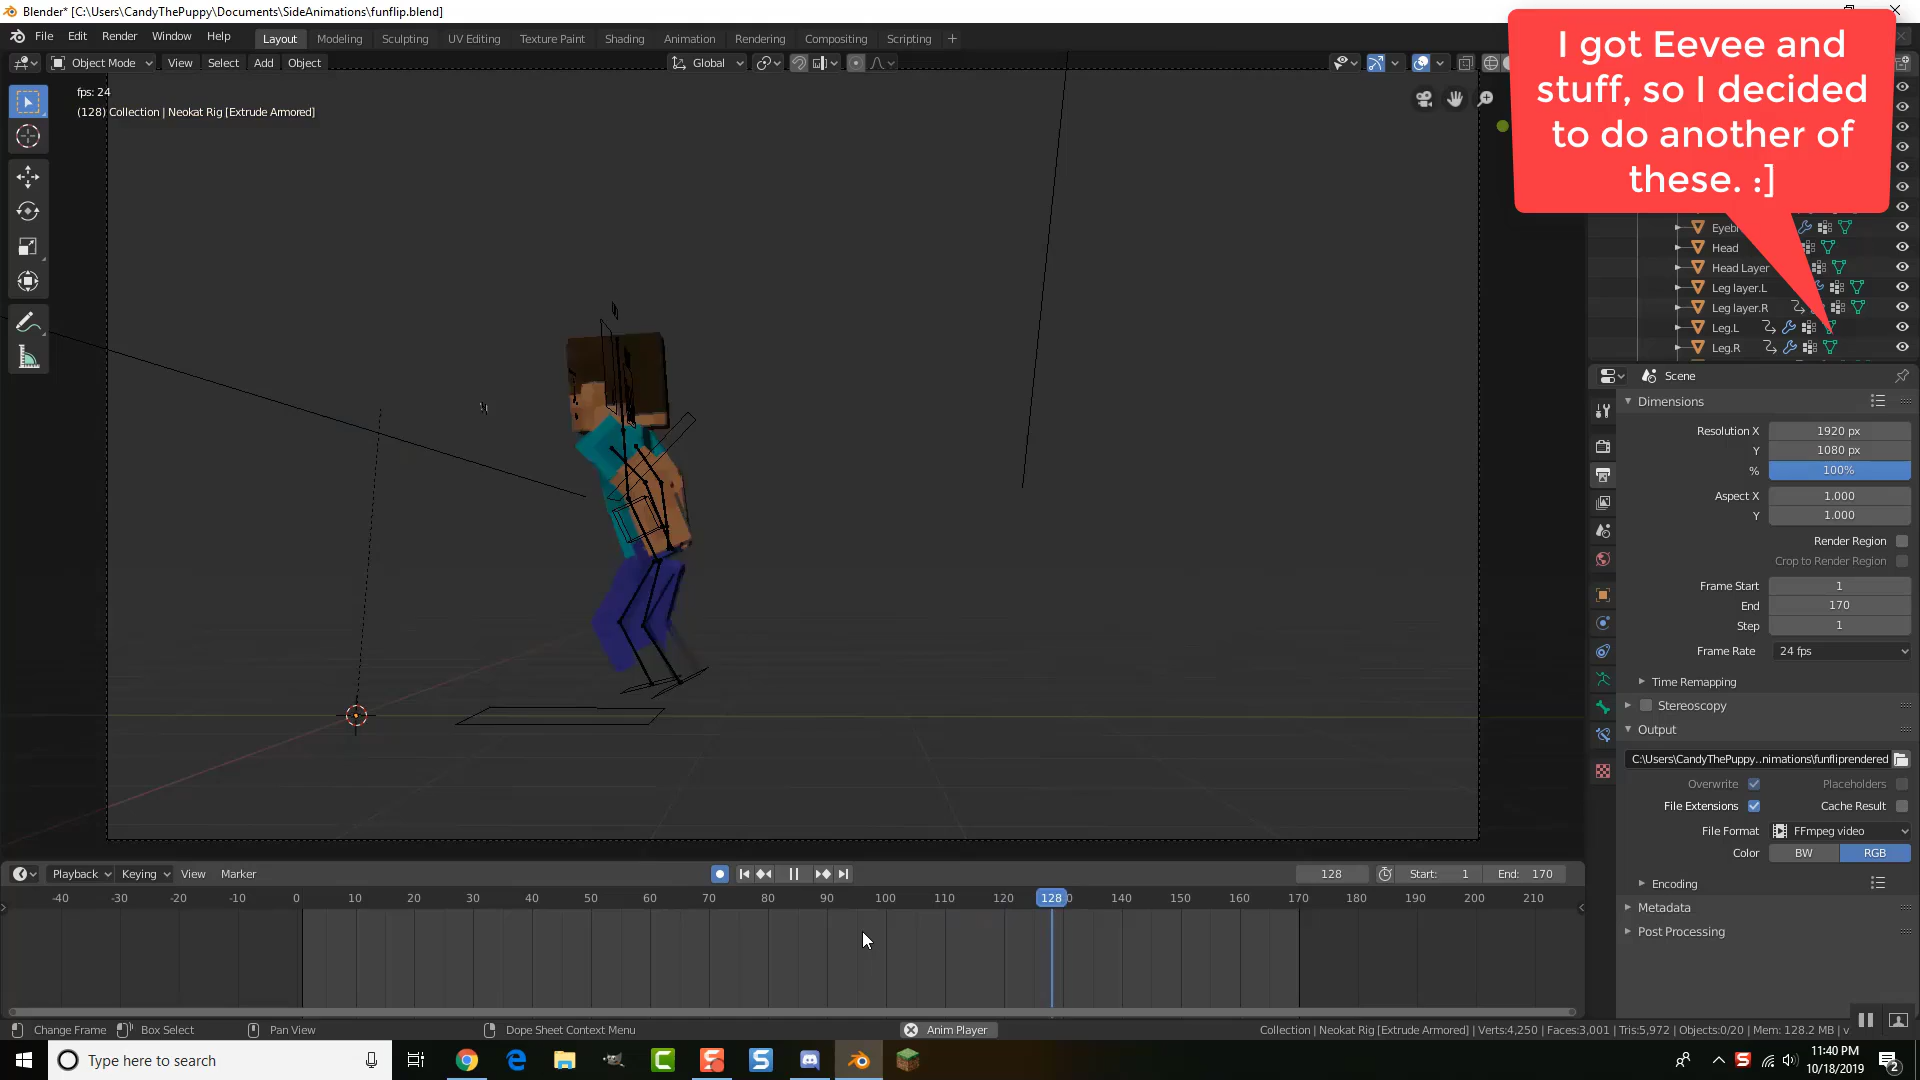 Blender* [C:\Users\CandyThePuppy\Documents\SideAnimations\funflip.blend]
File Edit Render Window Help Layout Modeling Sculpting UV Editing Texture Paint Shading Animation Rendering Compositing Scripting +
Object Mode View Select Add Object Global
fps: 24
(128) Collection | Neokat Rig [Extrude Armored]
I got Eevee and
stuff, so I decided
to do another of
these. :]
Head
Head Layer
Leg layer.L
Leg layer.R
Leg.L
Leg.R
Scene
Dimensions
Resolution X 1920 px
Y 1080 px
% 100%
Aspect X 1.000
Y 1.000
Render Region
Crop to Render Region
Frame Start 1
End 170
Step 1
Frame Rate 24 fps
Time Remapping
Stereoscopy
Output
C:\Users\CandyThePuppy..nimations\funfliprendered
Overwrite Placeholders
File Extensions Cache Result
File Format FFmpeg video
Color BW RGB
Encoding
Metadata
Post Processing
Playback Keying View Marker 128 Start: 1 End: 170
-40 -30 -20 -10 0 10 20 30 40 50 60 70 80 90 100 110 120 128 140 150 160 170 180 190 200 210
Change Frame Box Select Pan View Dope Sheet Context Menu Anim Player Collection | Neokat Rig [Extrude Armored] | Verts:4,250 | Faces:3,001 | Tris:5,972 | Objects:0/20 | Mem: 128.2 MB | v
Type here to search
11:40 PM
10/18/2019
2